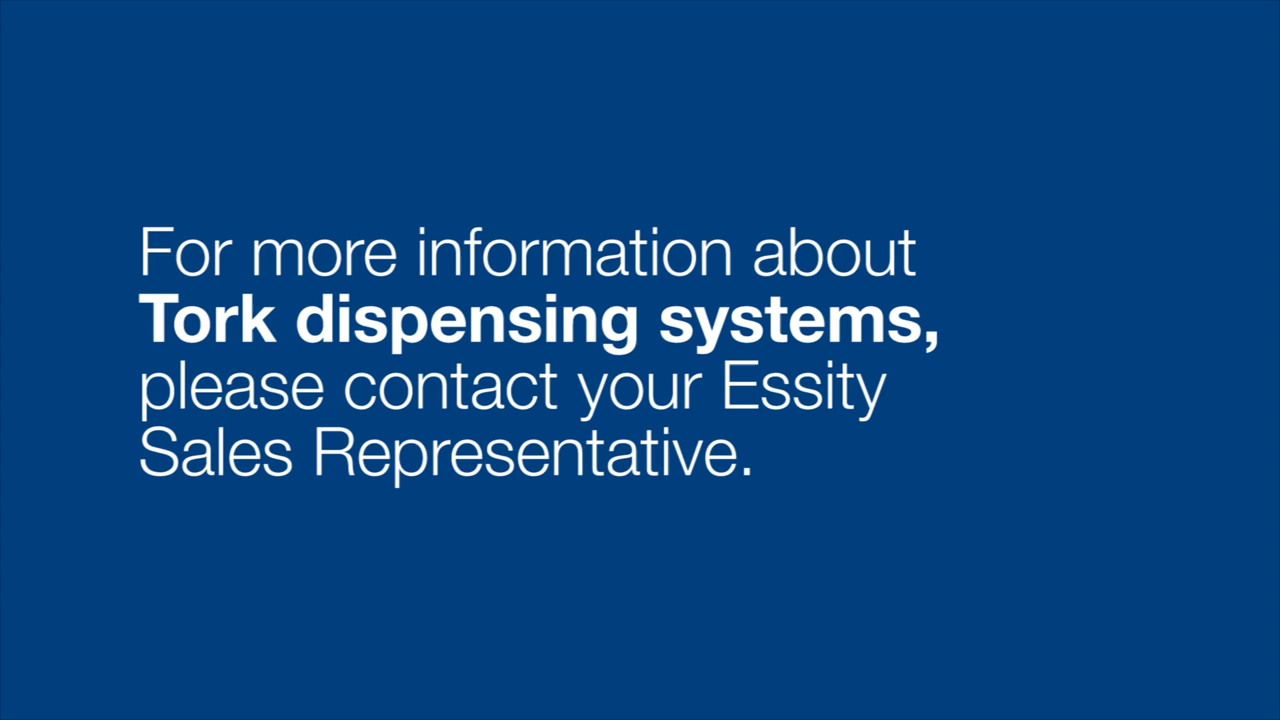 For more information about
Tork dispensing systems,
please contact your Essity
Sales Representative.